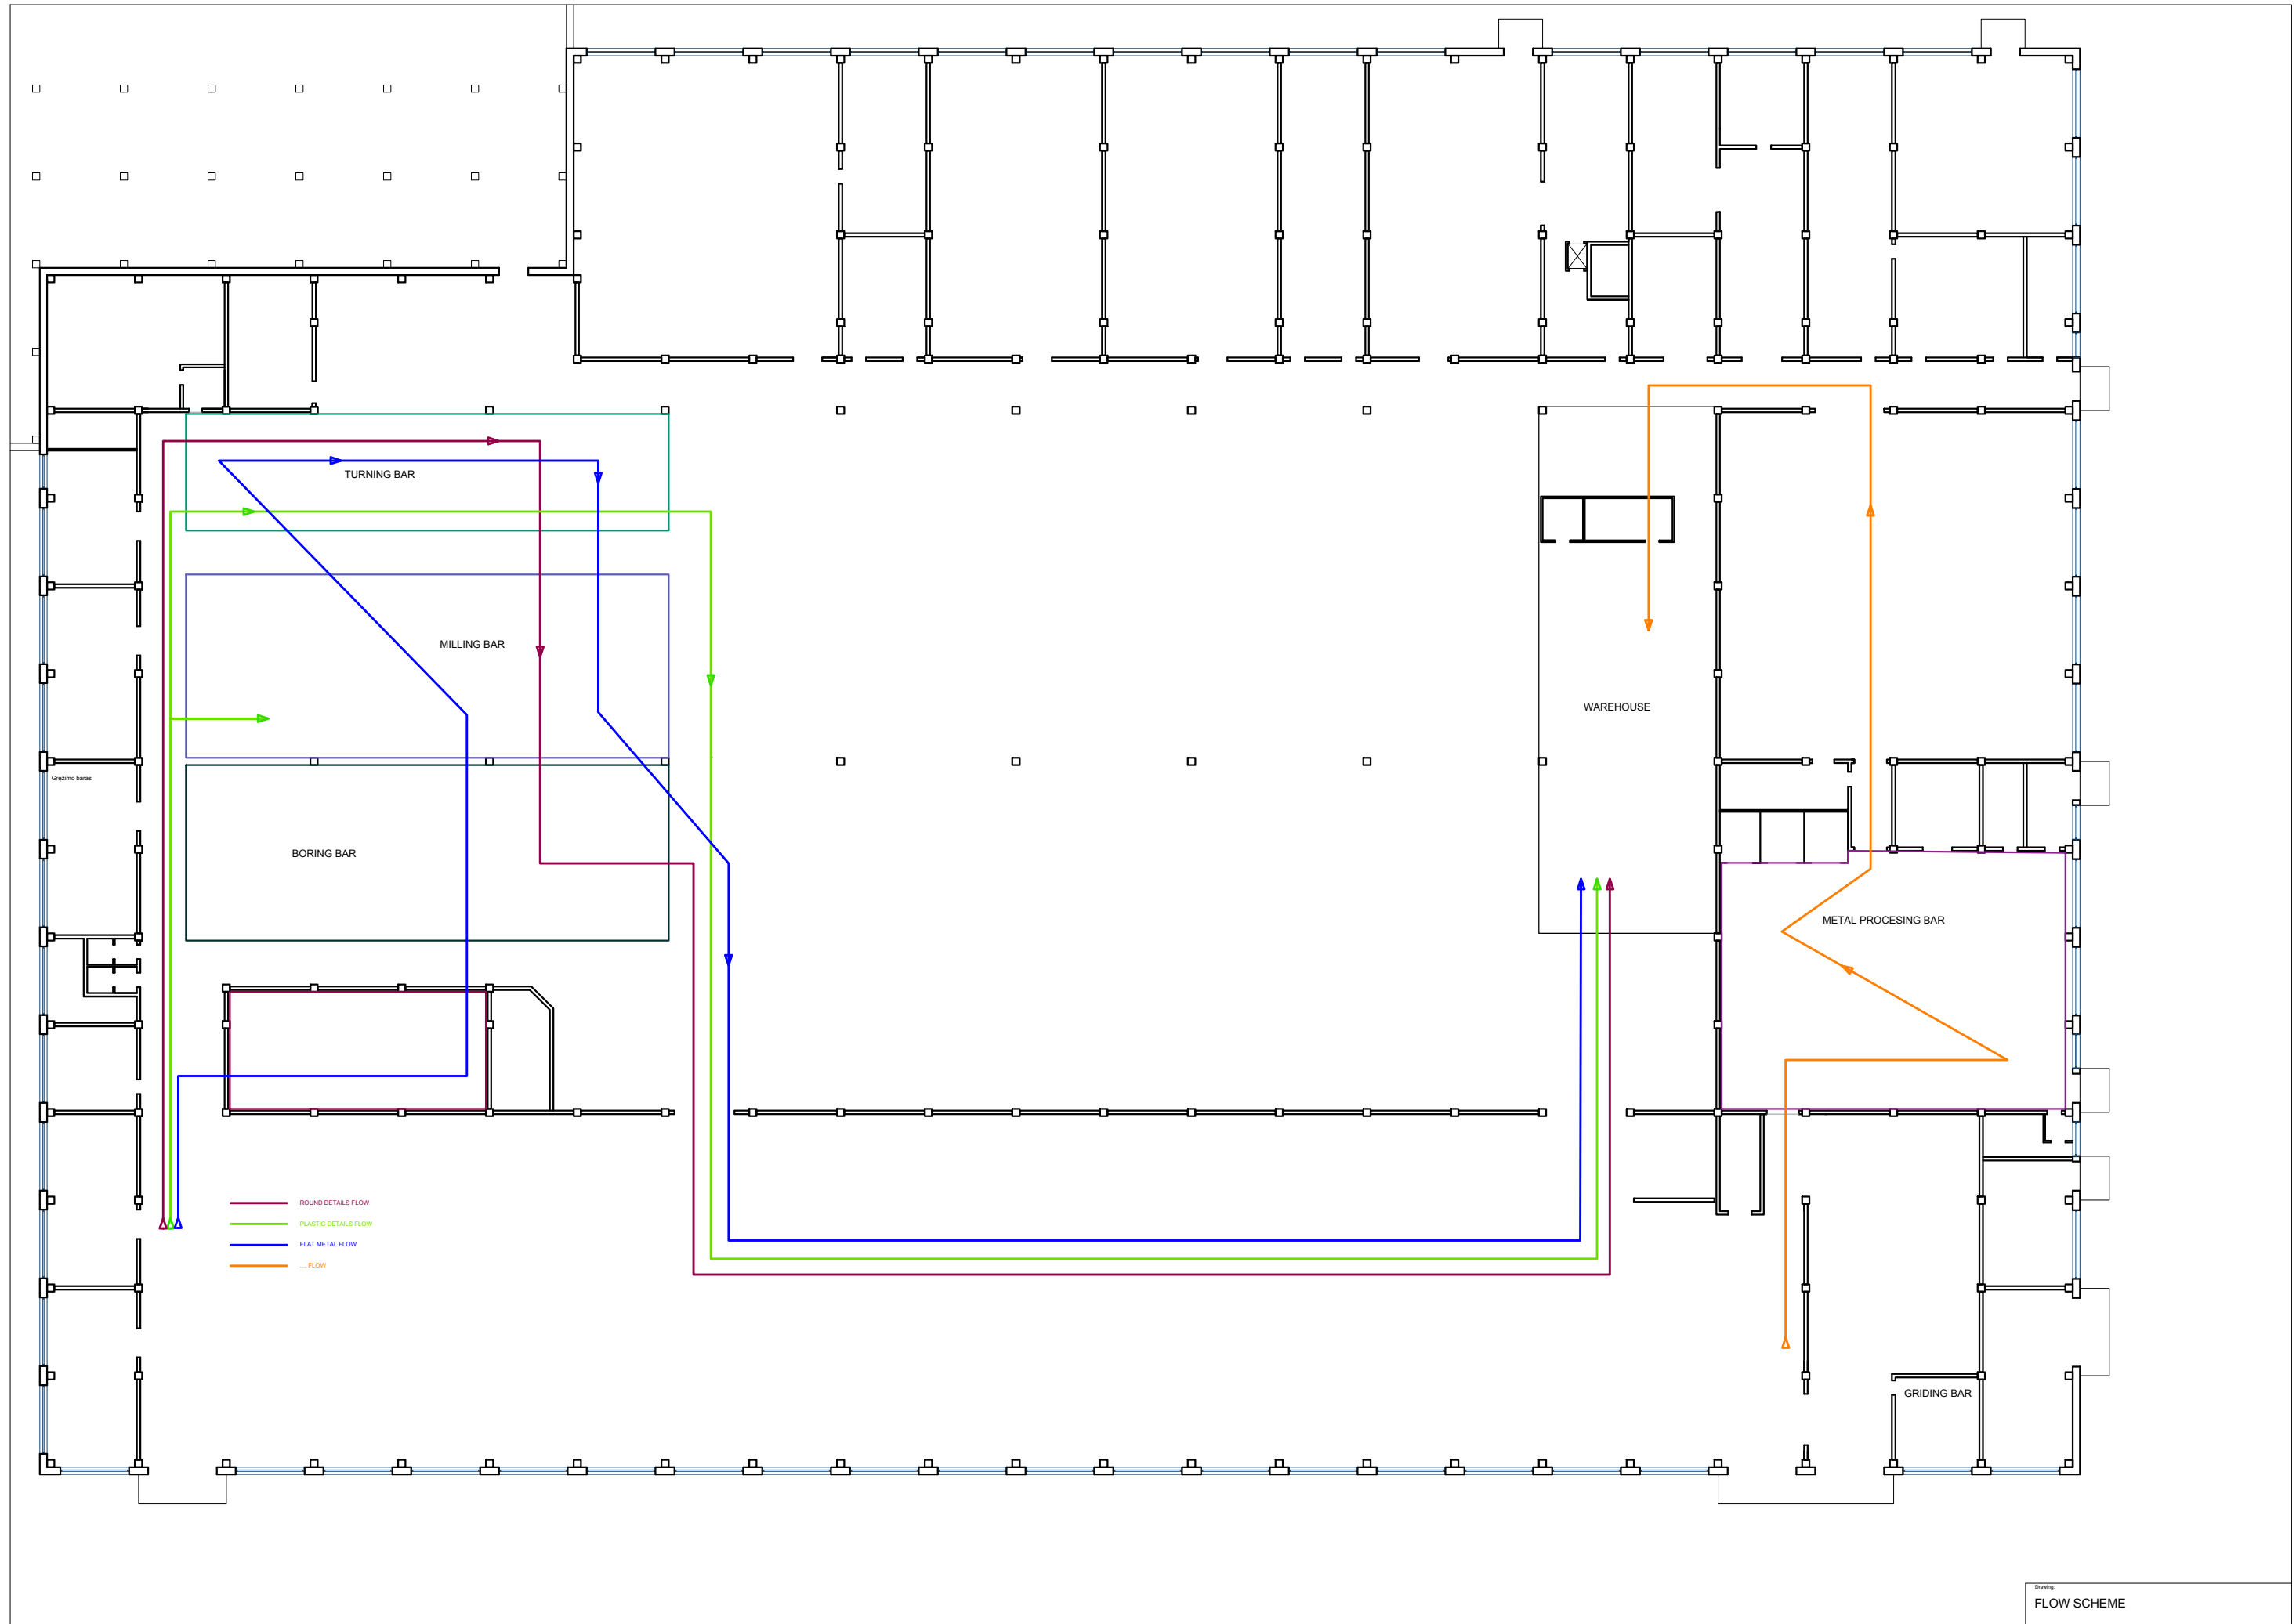 TURNING BAR
MILLING BAR
WAREHOUSE
Gręžimo baras
BORING BAR
METAL PROCESING BAR
ROUND DETAILS FLOW
PLASTIC DETAILS FLOW
FLAT METAL FLOW
.... FLOW
GRIDING BAR
Drawing:
FLOW SCHEME